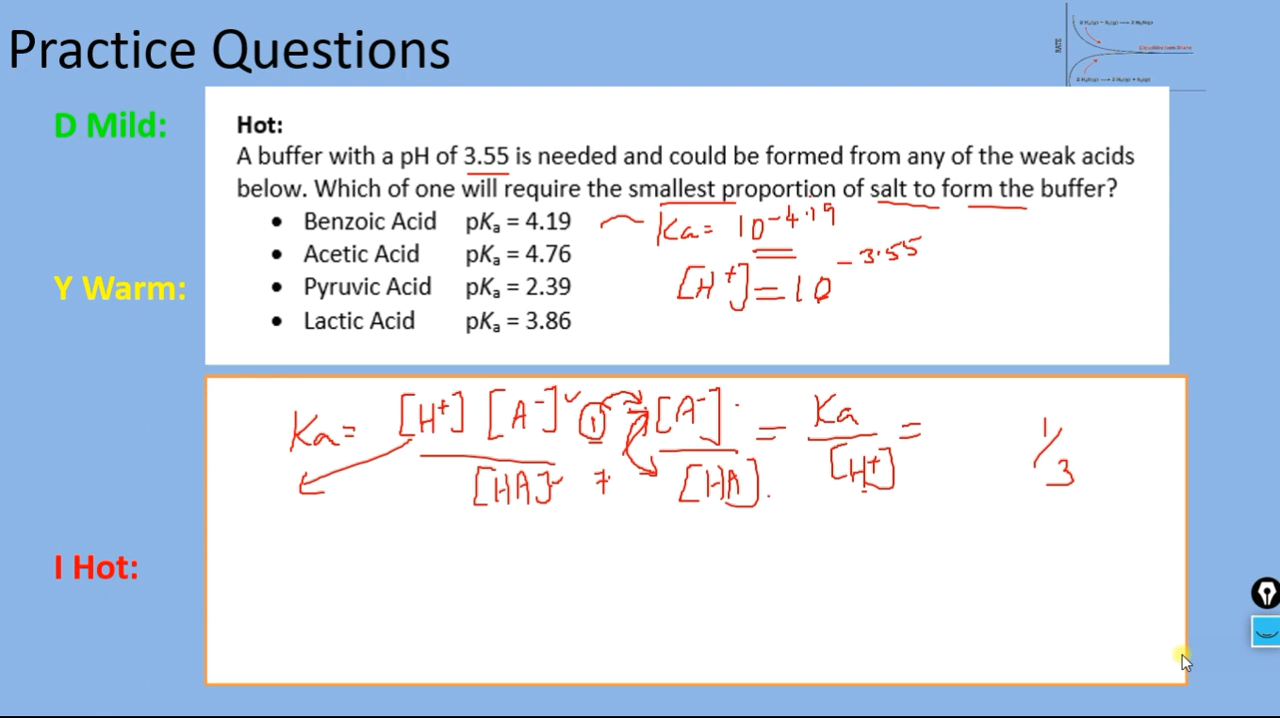 Practice Questions
D Mild:
Y Warm:
I Hot:
Hot:
A buffer with a pH of 3.55 is needed and could be formed from any of the weak acids
below. Which of one will require the smallest proportion of salt to form the buffer?
• Benzoic Acid pKₐ = 4.19
• Acetic Acid pKₐ = 4.76
• Pyruvic Acid pKₐ = 2.39
• Lactic Acid pKₐ = 3.86
Ka = 10^-4.19
[H+] = 10^-3.55
Ka = [H+] [A-] / [HA]
1
7
[A-] / [HA] = Ka / [H+] =
1/3
RATE